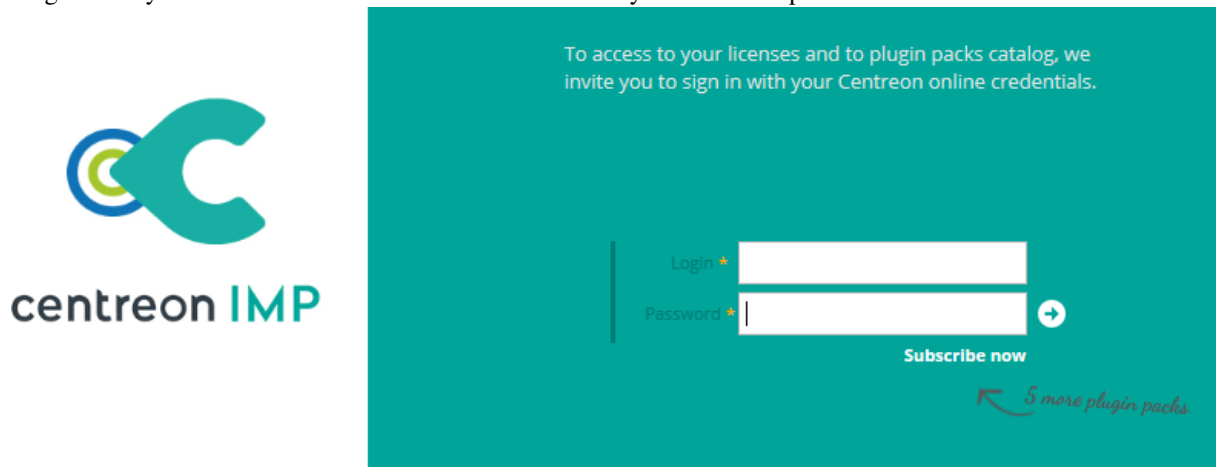 To access to your licenses and to plugin packs catalog, we
invite you to sign in with your Centreon online credentials.
centreon IMP
Login *
Password *
Subscribe now
5 more plugin packs